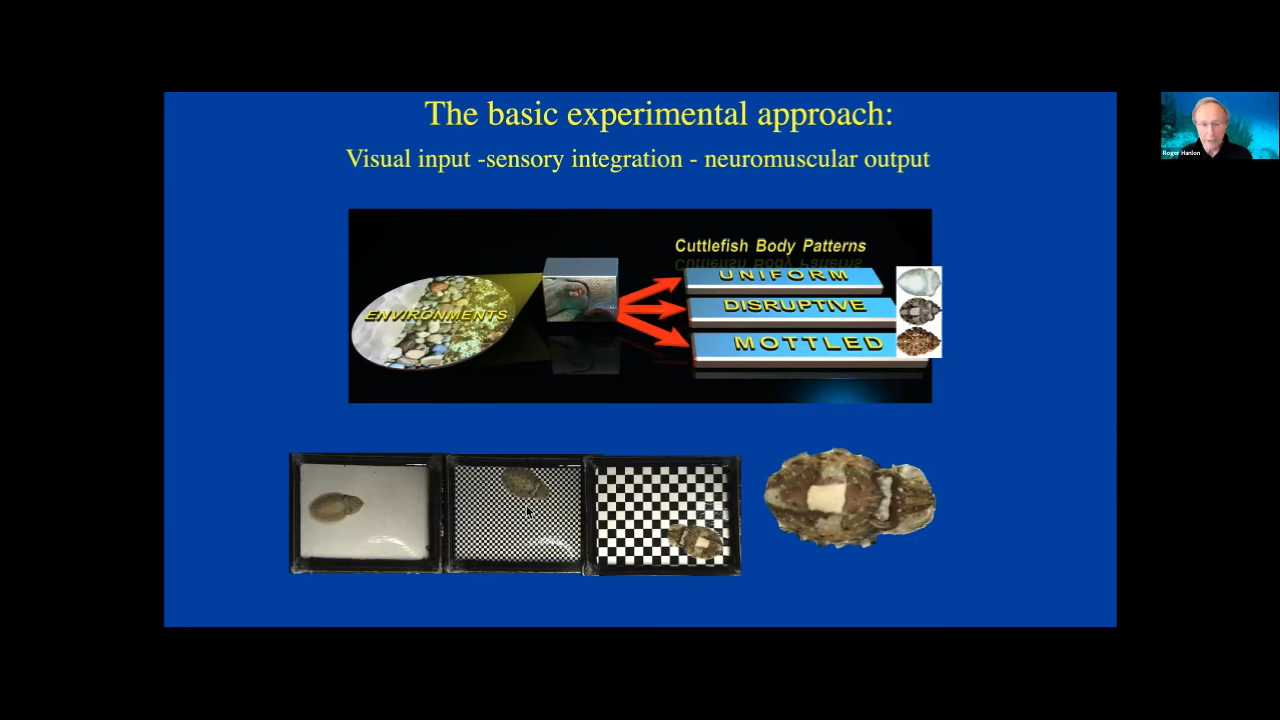 The basic experimental approach:
Visual input -sensory integration - neuromuscular output
Cuttlefish Body Patterns
ENVIRONMENTS
UNIFORM
DISRUPTIVE
MOTTLED
Roger Hanlon